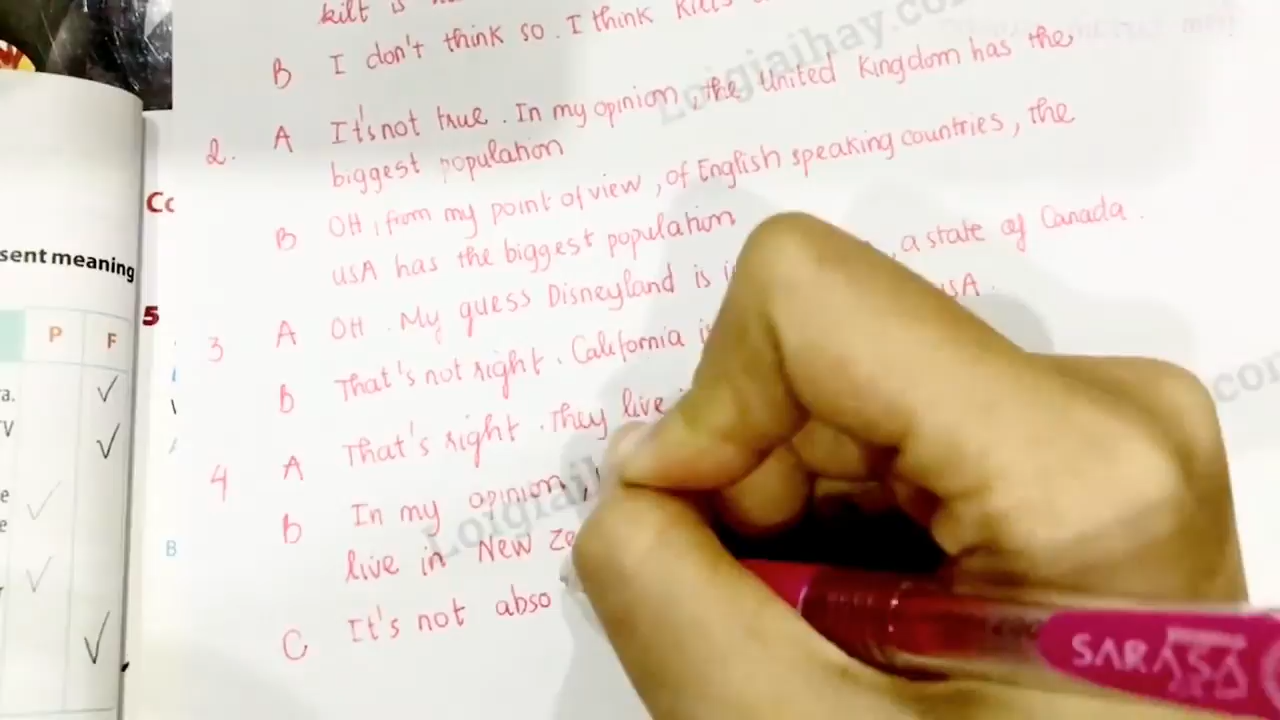 kilt is
B I don't think so. I think kilts
2. A It's not true. In my opinion, the United Kingdom has the
biggest population
B OH, from my point of view, of English speaking countries, the
USA has the biggest population
3 A OH. My guess Disneyland is a state of Canada.
B That's not right. California USA.
4 A That's right. They live
B In my opinion,
live in New
C It's not abso
sent meaning
P F
5
B
Loigiaihay.com
SARASA